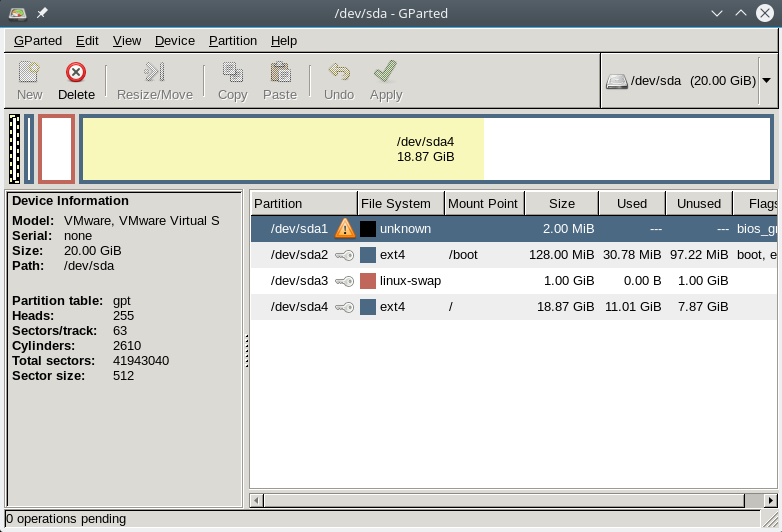 /dev/sda - GParted
GParted Edit View Device Partition Help
New Delete Resize/Move Copy Paste Undo Apply /dev/sda (20.00 GiB)
/dev/sda4
18.87 GiB
Device Information
Model: VMware, VMware Virtual S
Serial: none
Size: 20.00 GiB
Path: /dev/sda
Partition table: gpt
Heads: 255
Sectors/track: 63
Cylinders: 2610
Total sectors: 41943040
Sector size: 512
Partition File System Mount Point Size Used Unused Flags
/dev/sda1 unknown 2.00 MiB --- --- bios_gr
/dev/sda2 ext4 /boot 128.00 MiB 30.78 MiB 97.22 MiB boot, e
/dev/sda3 linux-swap 1.00 GiB 0.00 B 1.00 GiB
/dev/sda4 ext4 / 18.87 GiB 11.01 GiB 7.87 GiB
0 operations pending